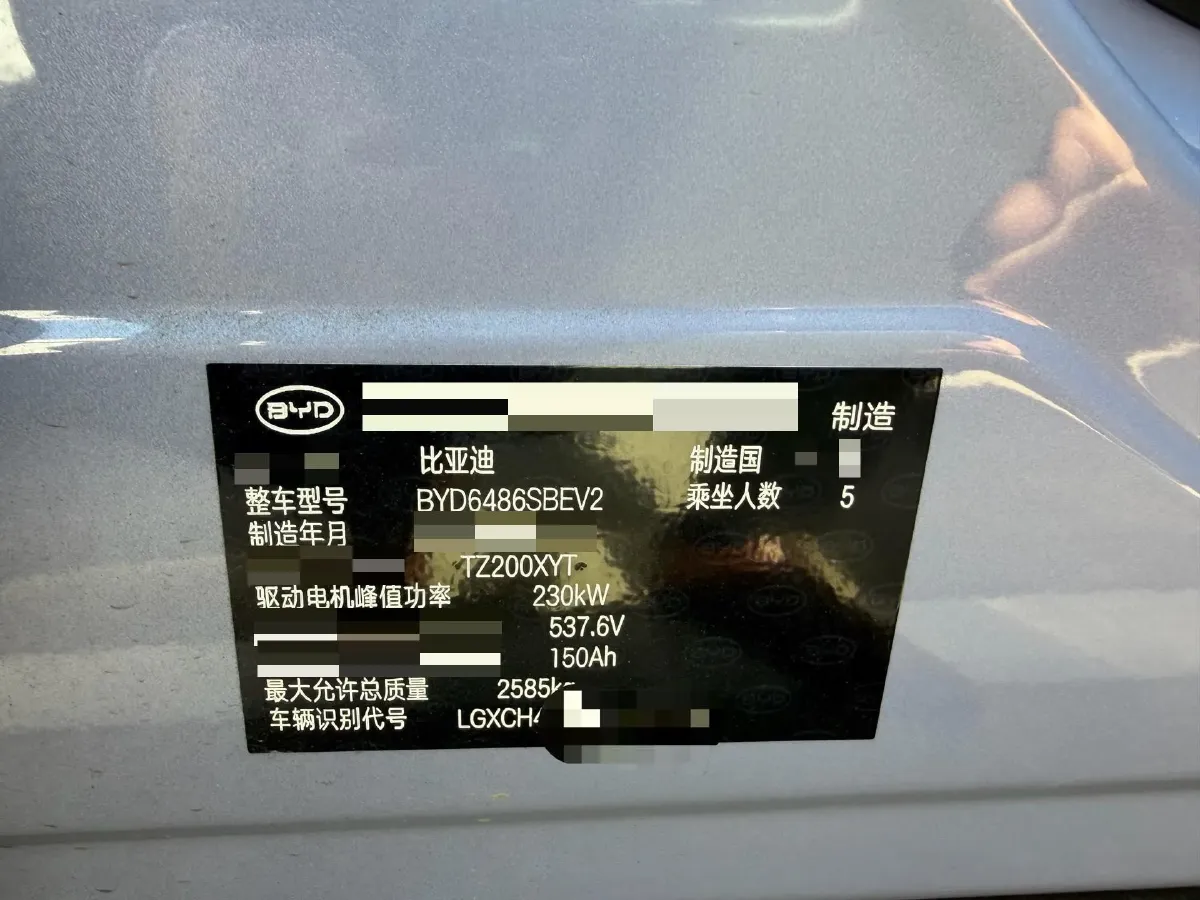 BYD 制造
比亚迪 制造国
整车型号 BYD6486SBEV2 乘坐人数 5
制造年月
TZ200XYT
驱动电机峰值功率 230kW
537.6V
150Ah
最大允许总质量 2585kg
车辆识别代号 LGXCH4